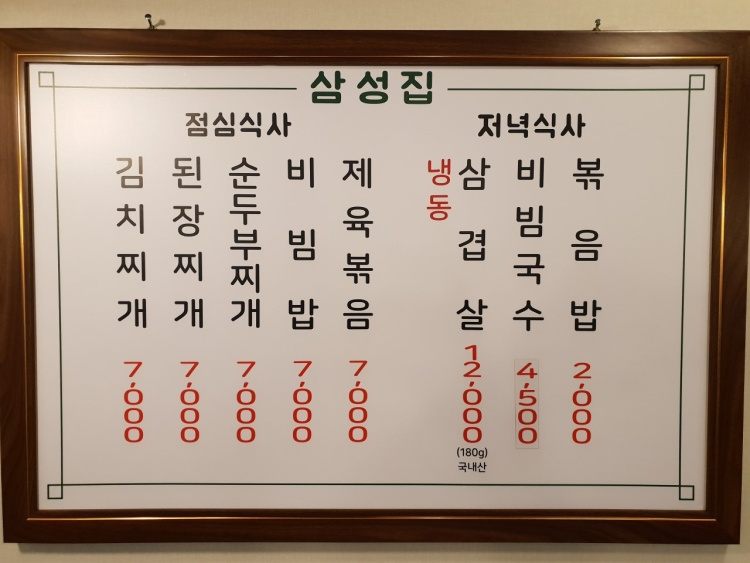 삼성집
점심식사
김치찌개
7,000
된장찌개
7,000
순두부찌개
7,000
비빔밥
7,000
제육볶음
7,000
저녁식사
냉동
삼겹살
12,000
(180g)
국내산
비빔국수
4,500
볶음밥
2,000